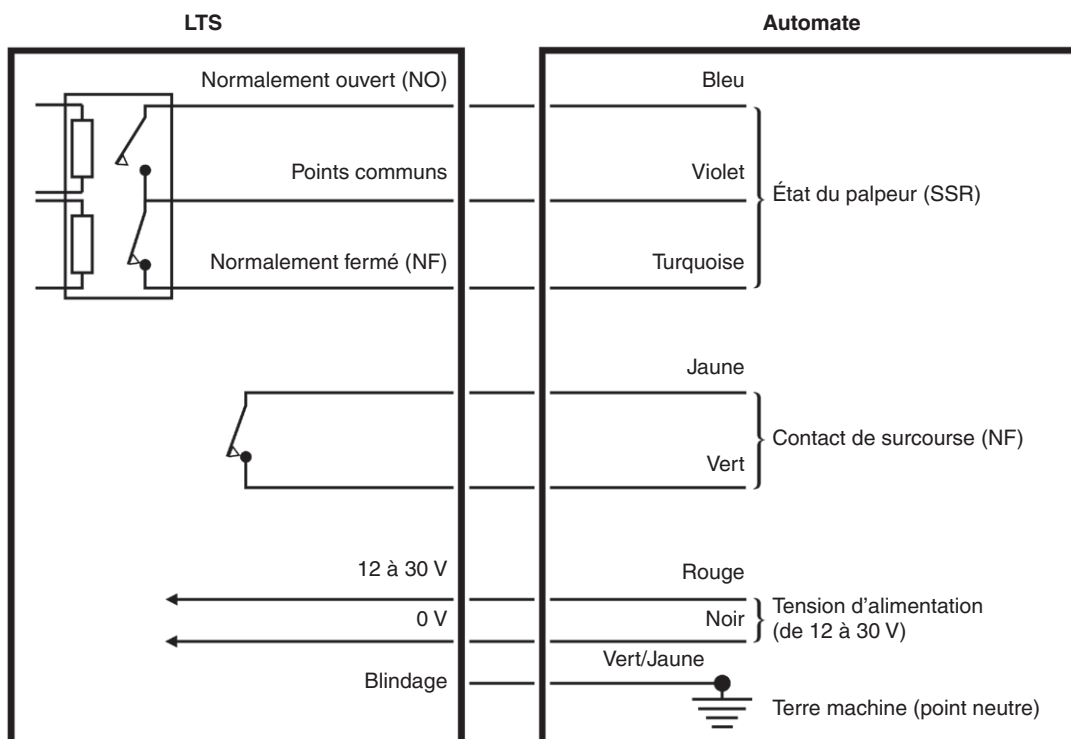 LTS
Automate
Normalement ouvert (NO)
Bleu
Points communs
Violet
État du palpeur (SSR)
Normalement fermé (NF)
Turquoise
Jaune
Contact de surcourse (NF)
Vert
12 à 30 V
Rouge
0 V
Noir
Tension d’alimentation
(de 12 à 30 V)
Vert/Jaune
Blindage
Terre machine (point neutre)